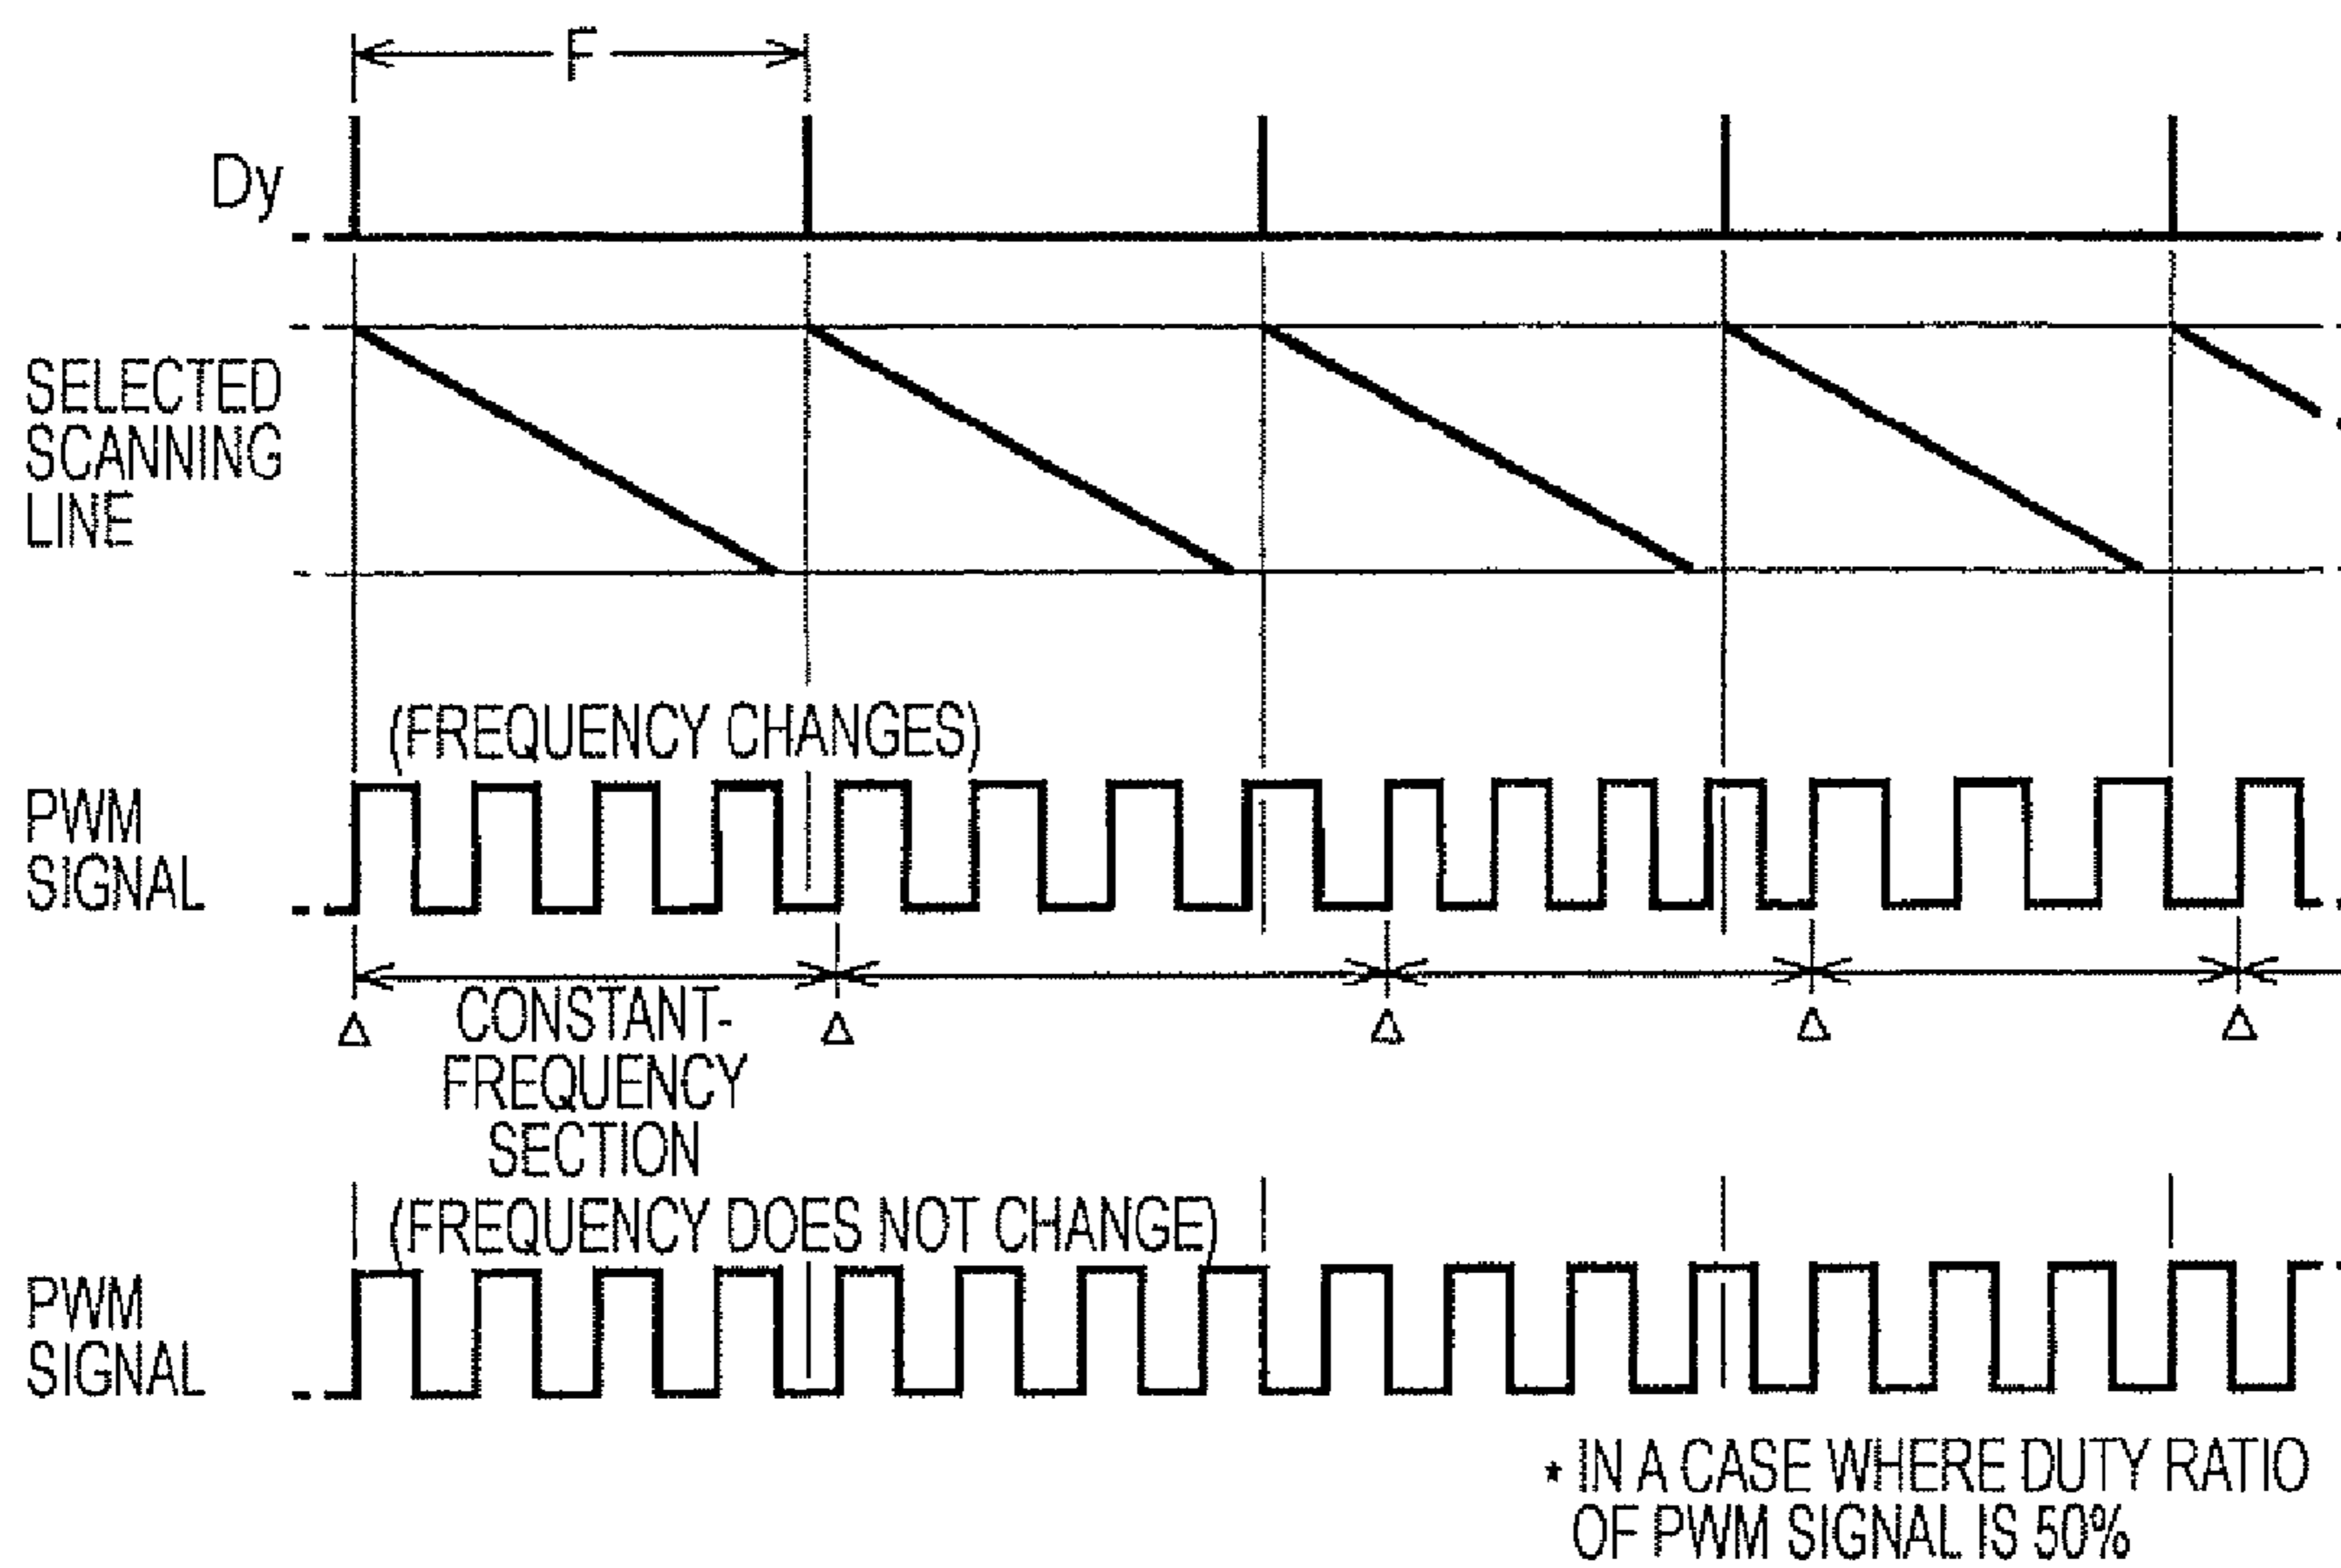 F
Dy
SELECTED
SCANNING
LINE
(FREQUENCY CHANGES)
PWM
SIGNAL
Δ Δ Δ Δ Δ
CONSTANT-
FREQUENCY
SECTION
(FREQUENCY DOES NOT CHANGE)
PWM
SIGNAL
* IN A CASE WHERE DUTY RATIO
OF PWM SIGNAL IS 50%